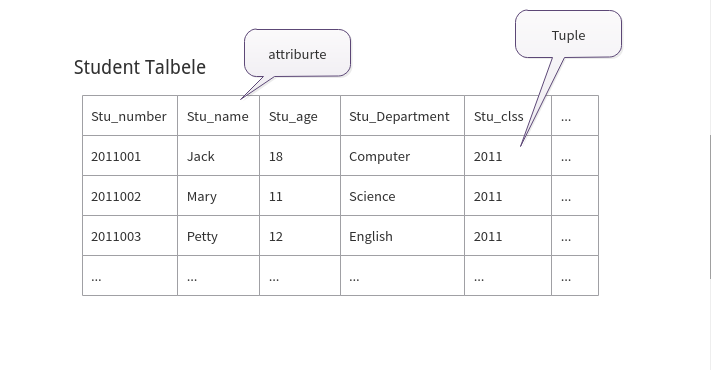 Tuple
attriburte
Student Talbele
Stu_number Stu_name Stu_age Stu_Department Stu_clss ...
2011001 Jack 18 Computer 2011 ...
2011002 Mary 11 Science 2011 ...
2011003 Petty 12 English 2011 ...
... ... ... ... ... ...